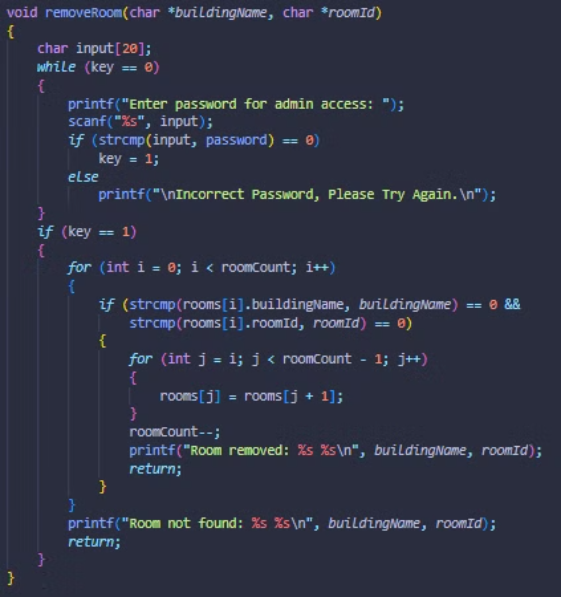 void removeRoom(char *buildingName, char *roomId)
{
    char input[20];
    while (key == 0)
    {
        printf("Enter password for admin access: ");
        scanf("%s", input);
        if (strcmp(input, password) == 0)
            key = 1;
        else
            printf("\nIncorrect Password, Please Try Again.\n");
    }
    if (key == 1)
    {
        for (int i = 0; i < roomCount; i++)
        {
            if (strcmp(rooms[i].buildingName, buildingName) == 0 &&
                strcmp(rooms[i].roomId, roomId) == 0)
            {
                for (int j = i; j < roomCount - 1; j++)
                {
                    rooms[j] = rooms[j + 1];
                }
                roomCount--;
                printf("Room removed: %s %s\n", buildingName, roomId);
                return;
            }
        }
        printf("Room not found: %s %s\n", buildingName, roomId);
        return;
    }
}